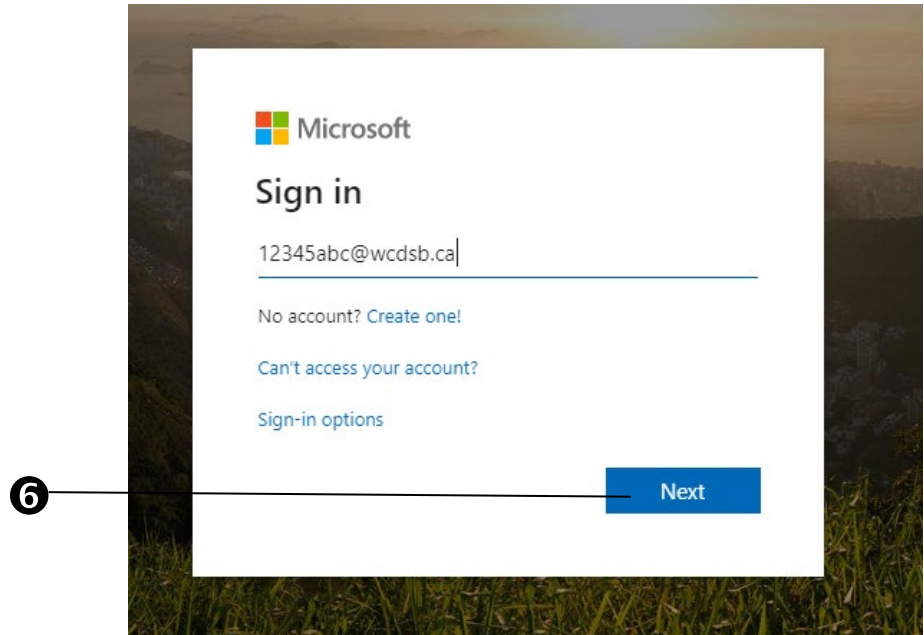 Microsoft
Sign in
12345abc@wcdsb.ca
No account? Create one!
Can't access your account?
Sign-in options
6
Next